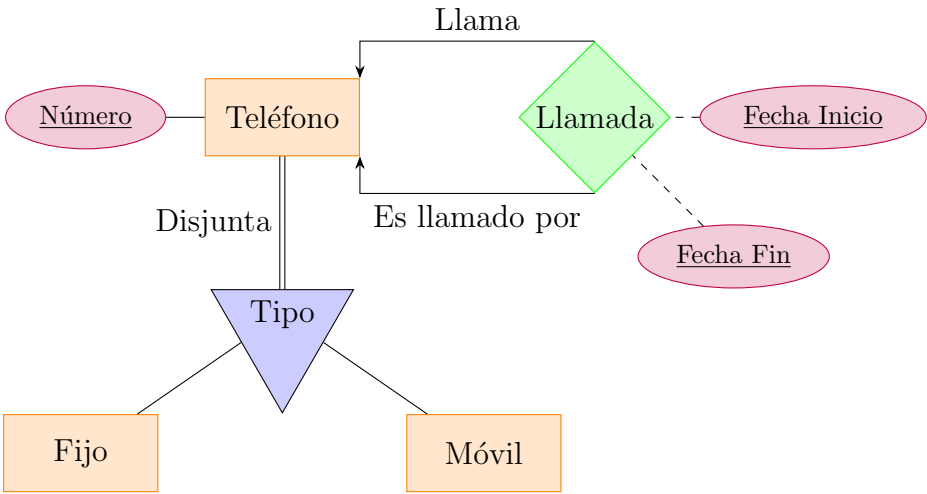 Llama
Número
Teléfono
Llamada
Fecha Inicio
Disjunta
Es llamado por
Fecha Fin
Tipo
Fijo
Móvil